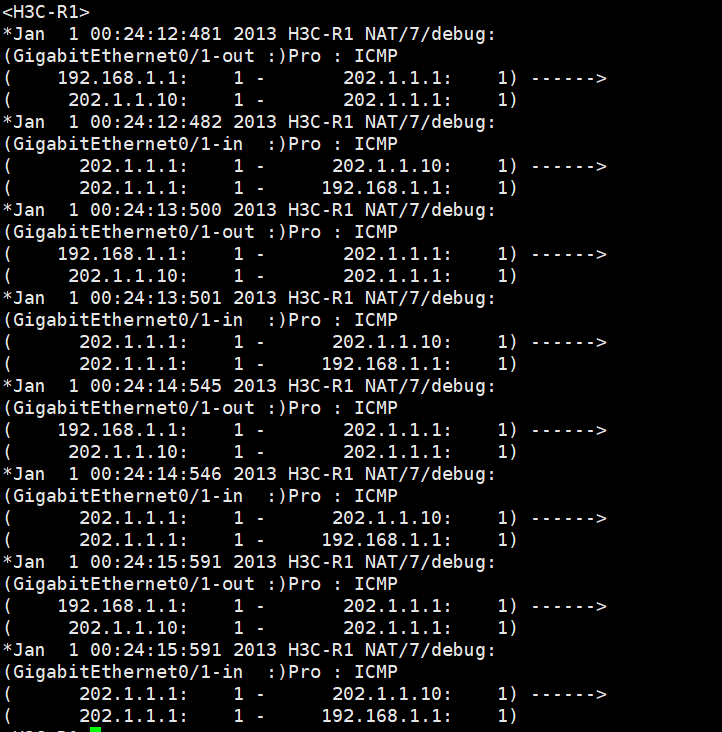 <H3C-R1>
*Jan  1 00:24:12:481 2013 H3C-R1 NAT/7/debug:
(GigabitEthernet0/1-out :)Pro : ICMP
(     192.168.1.1:    1 -       202.1.1.1:    1) ------>
(      202.1.1.10:    1 -       202.1.1.1:    1)
*Jan  1 00:24:12:482 2013 H3C-R1 NAT/7/debug:
(GigabitEthernet0/1-in  :)Pro : ICMP
(       202.1.1.1:    1 -      202.1.1.10:    1) ------>
(       202.1.1.1:    1 -     192.168.1.1:    1)
*Jan  1 00:24:13:500 2013 H3C-R1 NAT/7/debug:
(GigabitEthernet0/1-out :)Pro : ICMP
(     192.168.1.1:    1 -       202.1.1.1:    1) ------>
(      202.1.1.10:    1 -       202.1.1.1:    1)
*Jan  1 00:24:13:501 2013 H3C-R1 NAT/7/debug:
(GigabitEthernet0/1-in  :)Pro : ICMP
(       202.1.1.1:    1 -      202.1.1.10:    1) ------>
(       202.1.1.1:    1 -     192.168.1.1:    1)
*Jan  1 00:24:14:545 2013 H3C-R1 NAT/7/debug:
(GigabitEthernet0/1-out :)Pro : ICMP
(     192.168.1.1:    1 -       202.1.1.1:    1) ------>
(      202.1.1.10:    1 -       202.1.1.1:    1)
*Jan  1 00:24:14:546 2013 H3C-R1 NAT/7/debug:
(GigabitEthernet0/1-in  :)Pro : ICMP
(       202.1.1.1:    1 -      202.1.1.10:    1) ------>
(       202.1.1.1:    1 -     192.168.1.1:    1)
*Jan  1 00:24:15:591 2013 H3C-R1 NAT/7/debug:
(GigabitEthernet0/1-out :)Pro : ICMP
(     192.168.1.1:    1 -       202.1.1.1:    1) ------>
(      202.1.1.10:    1 -       202.1.1.1:    1)
*Jan  1 00:24:15:591 2013 H3C-R1 NAT/7/debug:
(GigabitEthernet0/1-in  :)Pro : ICMP
(       202.1.1.1:    1 -      202.1.1.10:    1) ------>
(       202.1.1.1:    1 -     192.168.1.1:    1)